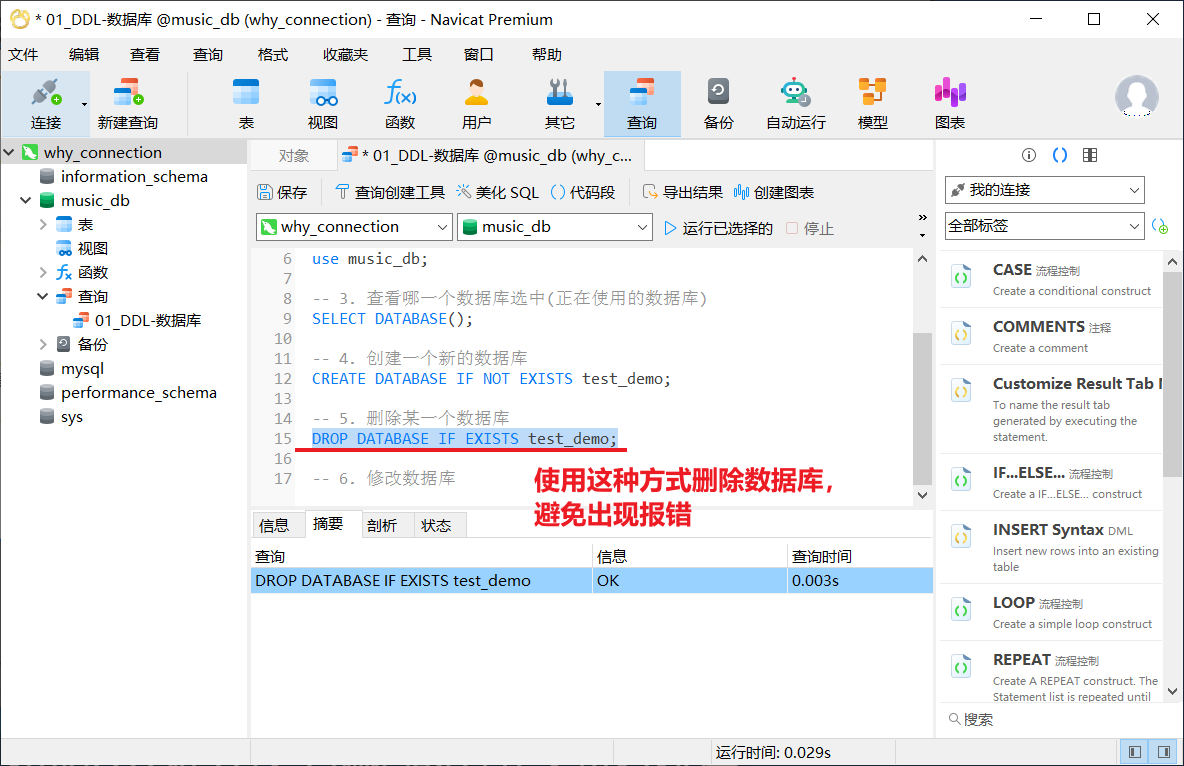 * 01_DDL-数据库 @music_db (why_connection) - 查询 - Navicat Premium
文件 编辑 查看 查询 格式 收藏夹 工具 窗口 帮助
连接 新建查询 表 视图 函数 用户 其它 查询 备份 自动运行 模型 图表
why_connection
information_schema
music_db
表
视图
函数
查询
01_DDL-数据库
备份
mysql
performance_schema
sys
对象 * 01_DDL-数据库 @music_db (why_c...
保存 查询创建工具 美化 SQL 代码段 导出结果 创建图表
why_connection music_db 运行已选择的 停止
6 use music_db;
7
8 -- 3. 查看哪一个数据库选中(正在使用的数据库)
9 SELECT DATABASE();
10
11 -- 4. 创建一个新的数据库
12 CREATE DATABASE IF NOT EXISTS test_demo;
13
14 -- 5. 删除某一个数据库
15 DROP DATABASE IF EXISTS test_demo;
16
17 -- 6. 修改数据库
使用这种方式删除数据库，
避免出现报错
信息 摘要 剖析 状态
查询 信息 查询时间
DROP DATABASE IF EXISTS test_demo OK 0.003s
我的连接
全部标签
CASE 流程控制
Create a conditional construct
COMMENTS 注释
Create a comment
Customize Result Tab N
To name the result tab
generated by executing the
statement.
IF...ELSE... 流程控制
Create a IF...ELSE... construct
INSERT Syntax DML
Insert new rows into an existing
table
LOOP 流程控制
Create a simple loop construct
REPEAT 流程控制
Create A REPEAT construct. The
Statement list is repeated until
搜索
运行时间: 0.029s